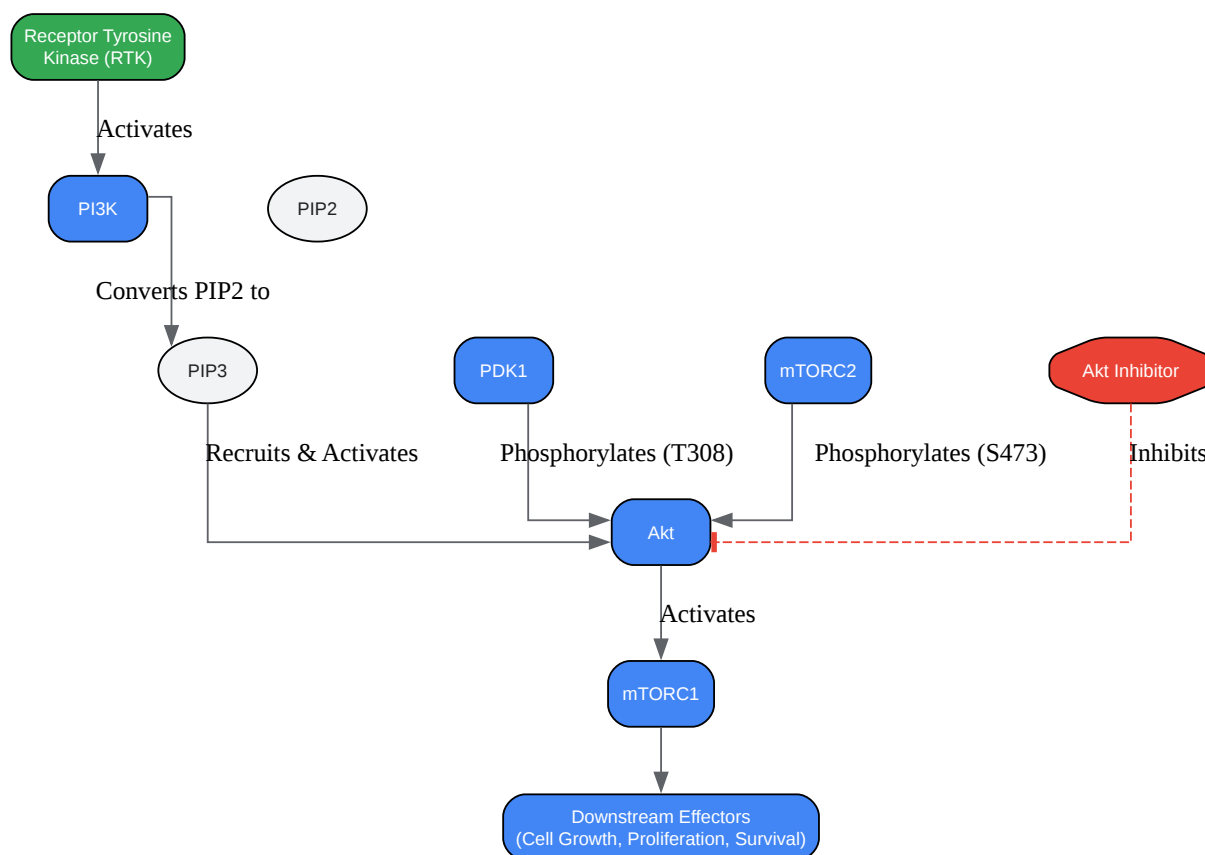 Receptor Tyrosine
Kinase (RTK)
Activates
PI3K
PIP2
Converts PIP2 to
PIP3
PDK1
mTORC2
Akt Inhibitor
Recruits & Activates
Phosphorylates (T308)
Phosphorylates (S473)
Inhibits
Akt
Activates
mTORC1
Downstream Effectors
(Cell Growth, Proliferation, Survival)